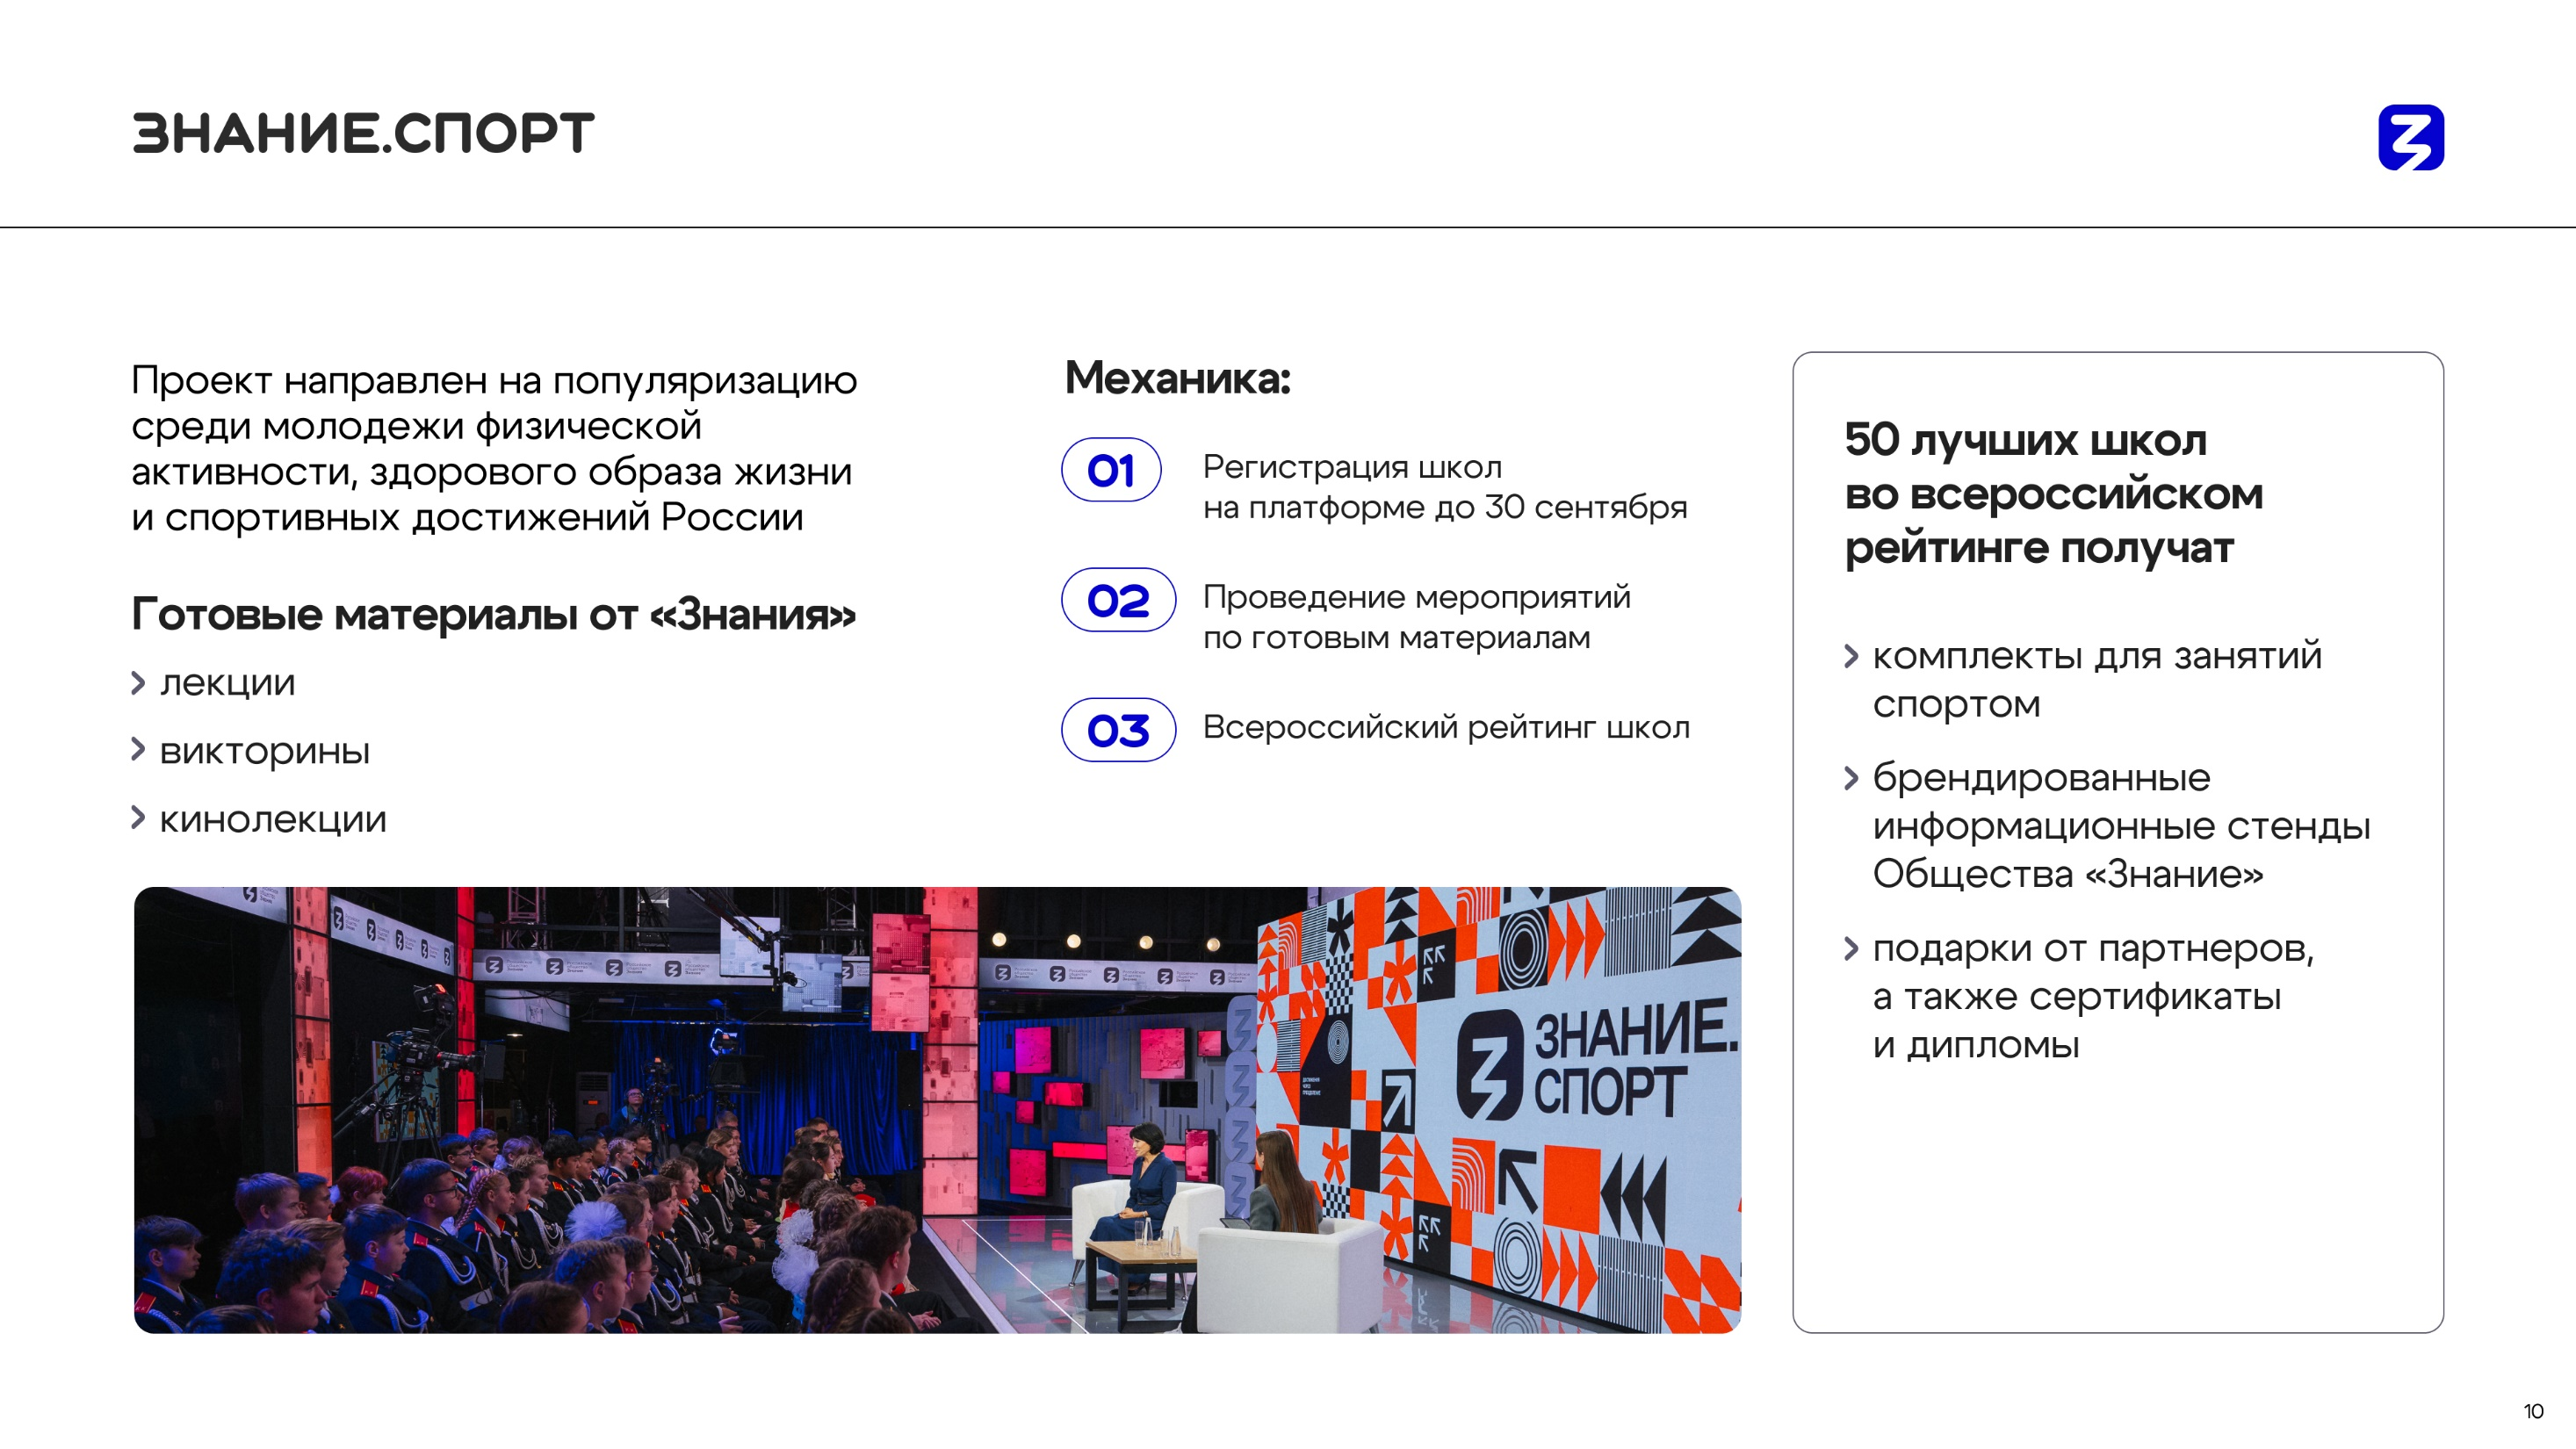 ЗНАНИЕ.СПОРТ
Проект направлен на популяризацию
среди молодежи физической
активности, здорового образа жизни
и спортивных достижений России
Готовые материалы от «Знания»
лекции
викторины
кинолекции
Механика:
01
Регистрация школ
на платформе до 30 сентября
02
Проведение мероприятий
по готовым материалам
03
Всероссийский рейтинг школ
50 лучших школ
во всероссийском
рейтинге получат
комплекты для занятий
спортом
брендированные
информационные стенды
Общества «Знание»
подарки от партнеров,
а также сертификаты
и дипломы
ЗНАНИЕ.
СПОРТ
10